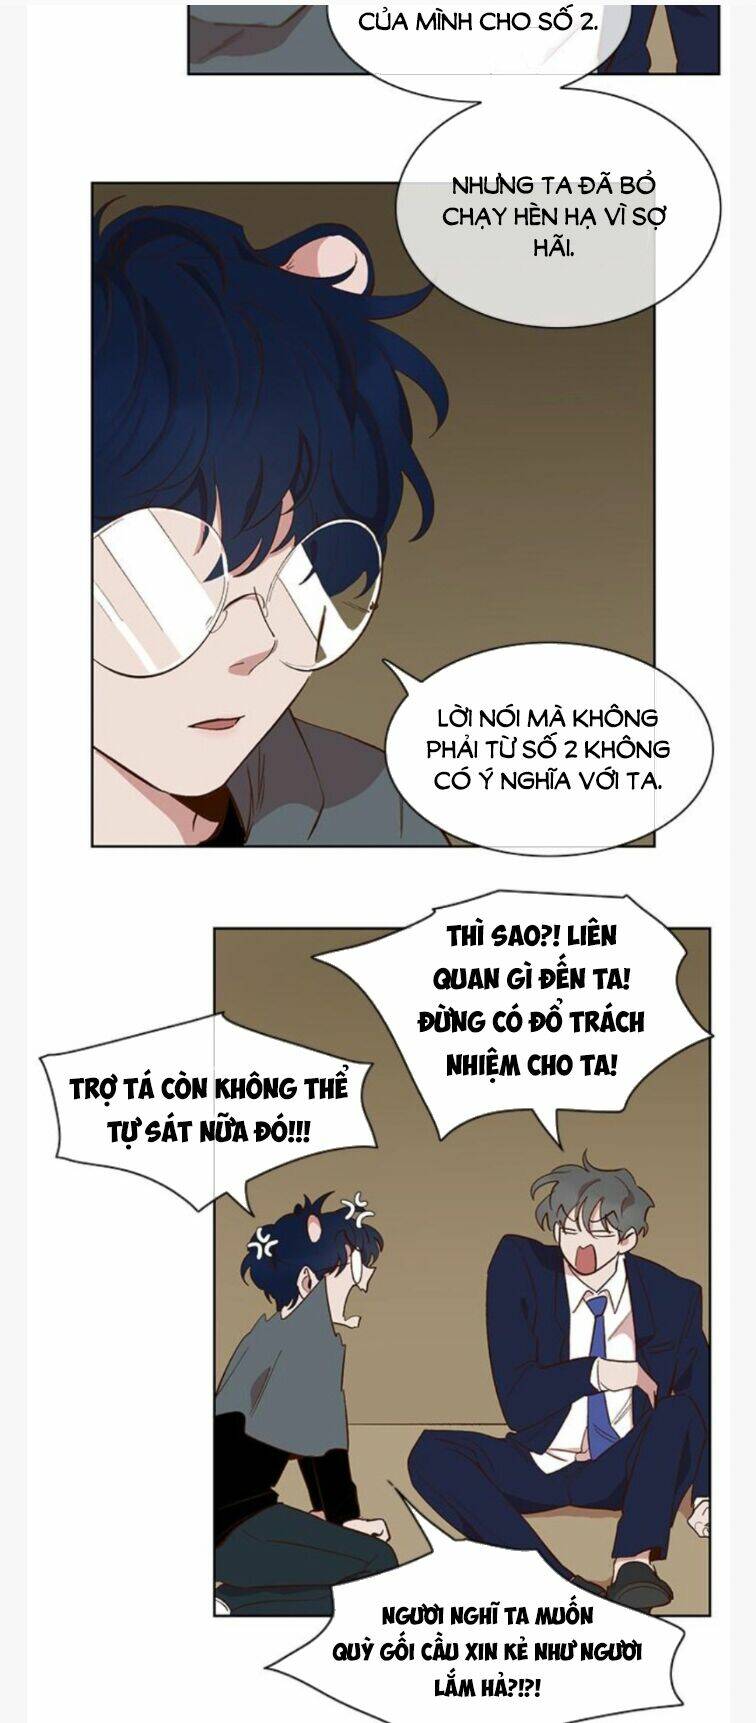 CỦA MÌNH CHO SỐ 2.
NHƯNG TA ĐÃ BỎ
CHẠY HÈN HẠ VÌ SỢ
HÃI.
LỜI NÓI MÀ KHÔNG
PHẢI TỪ SỐ 2 KHÔNG
CÓ Ý NGHĨA VỚI TA.
THÌ SAO?! LIÊN
QUAN GÌ ĐẾN TA!
ĐỪNG CÓ ĐỔ TRÁCH
NHIỆM CHO TA!
TRỢ TÁ CÒN KHÔNG THỂ
TỰ SÁT NỮA ĐÓ!!!
NGƯƠI NGHĨ TA MUỐN
QUỲ GỐI CẦU XIN KẺ NHƯ NGƯƠI
LẮM HẢ?!?!